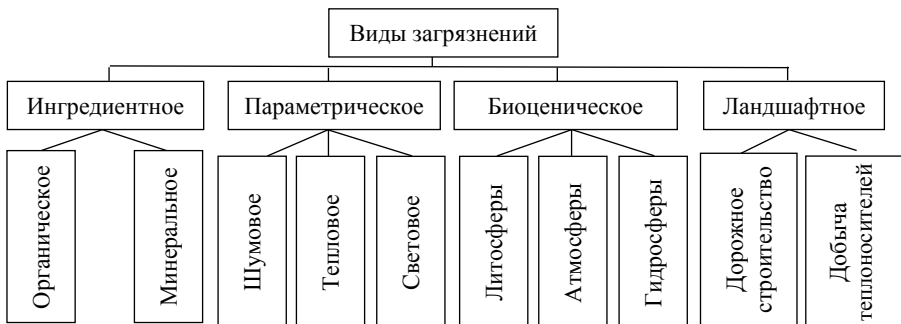 Виды загрязнений
Ингредиентное
Параметрическое
Биоценическое
Ландшафтное
Органическое
Минеральное
Шумовое
Тепловое
Световое
Литосферы
Атмосферы
Гидросферы
Дорожное
строительство
Добыча
теплоносителей